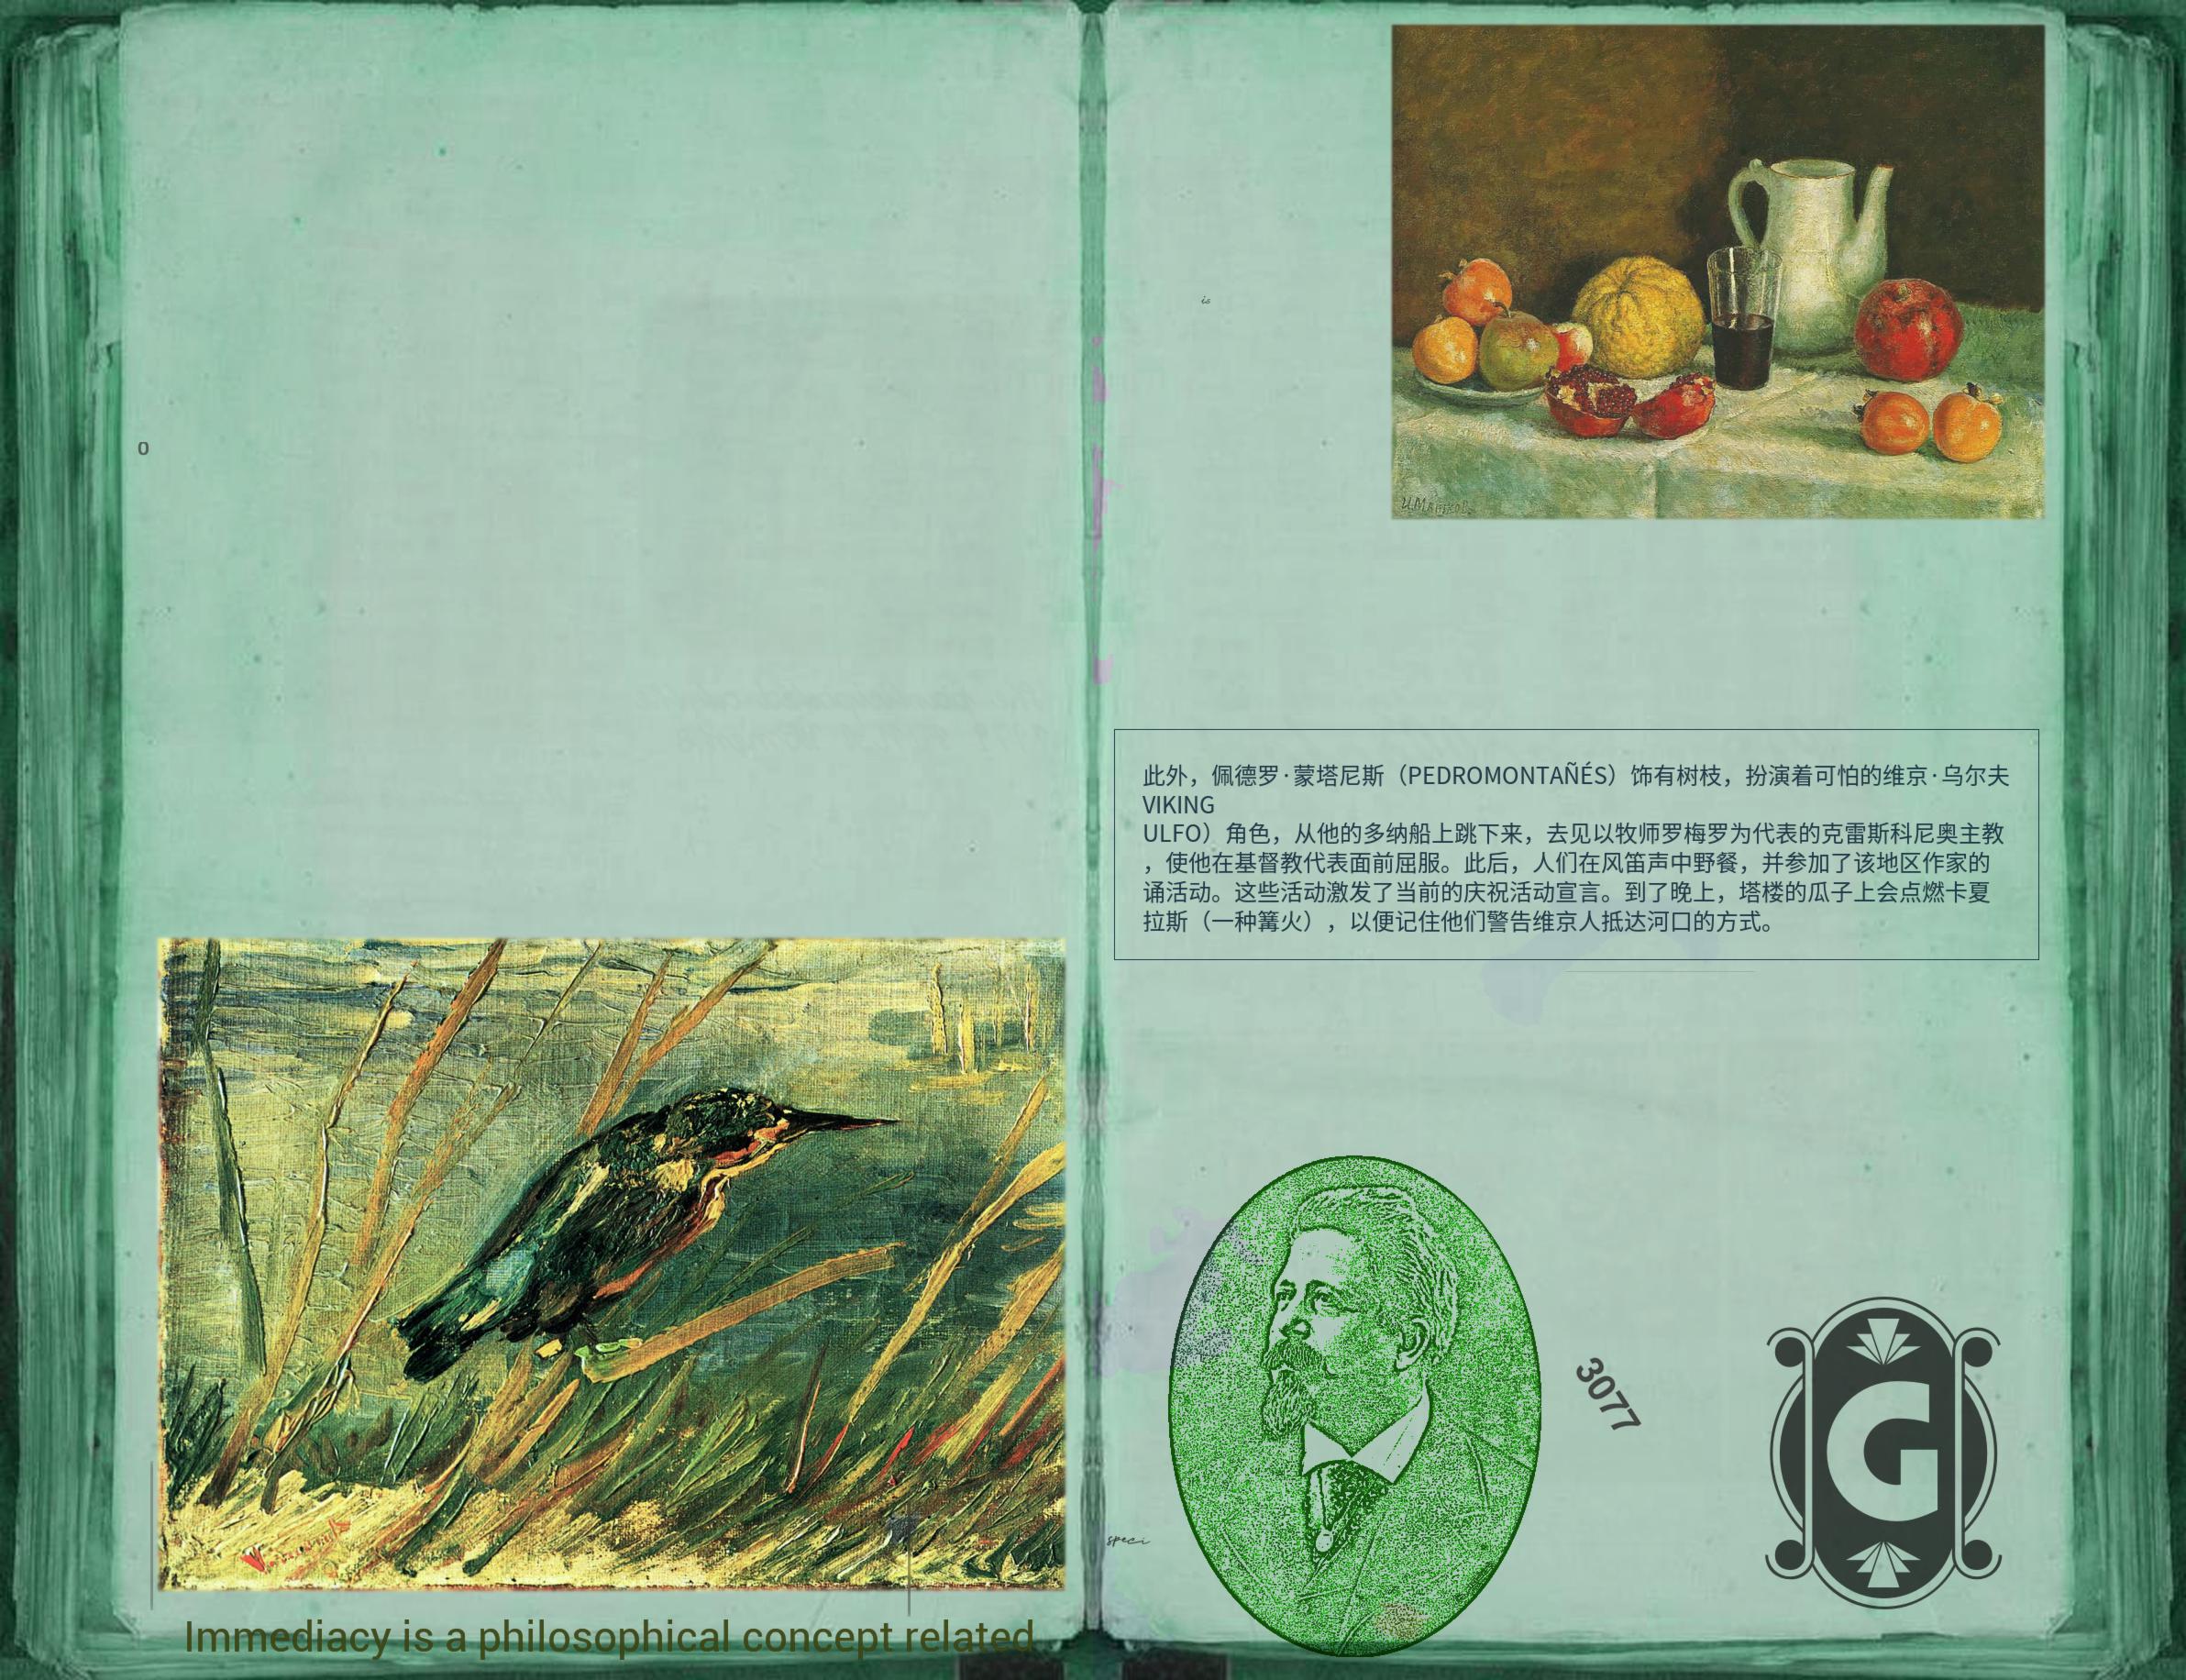 0
Immediacy is a philosophical concept related
is
此外，佩德罗·蒙塔尼斯（PEDROMONTAÑÉS）饰有树枝，扮演着可怕的维京·乌尔夫
VIKING
ULFO）角色，从他的多纳船上跳下来，去见以牧师罗梅罗为代表的克雷斯科尼奥主教
，使他在基督教代表面前屈服。此后，人们在风笛声中野餐，并参加了该地区作家的
诵活动。这些活动激发了当前的庆祝活动宣言。到了晚上，塔楼的瓜子上会点燃卡夏
拉斯（一种篝火），以便记住他们警告维京人抵达河口的方式。
3077
G
speci